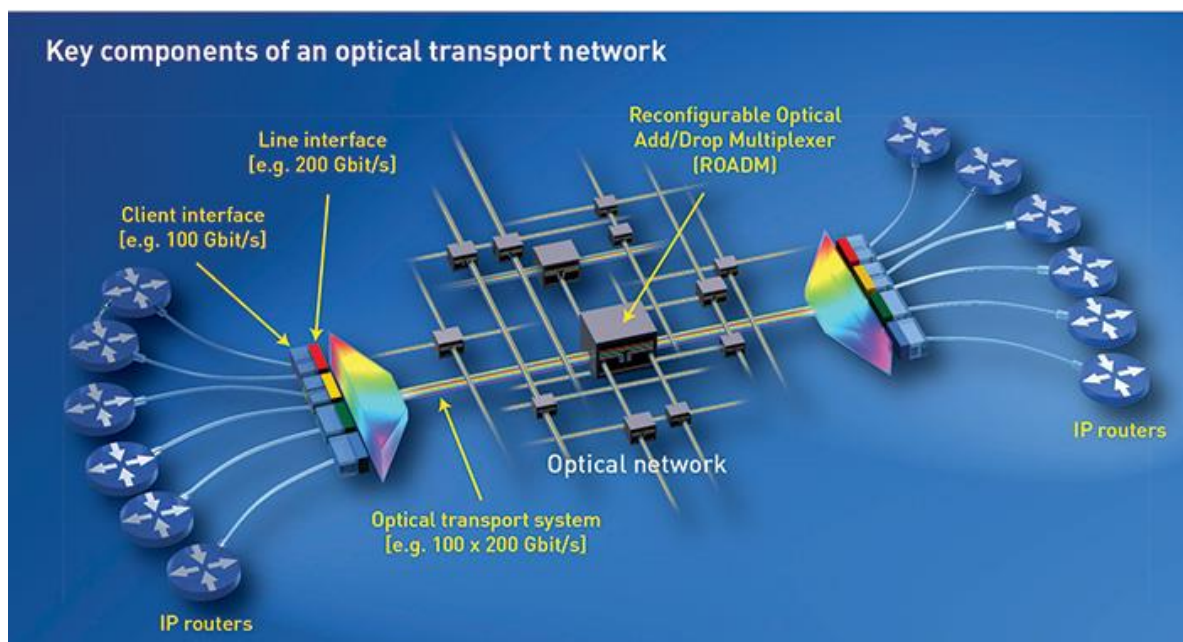 Key components of an optical transport network
Reconfigurable Optical
Add/Drop Multiplexer
(ROADM)
Line interface
[e.g. 200 Gbit/s]
Client interface
[e.g. 100 Gbit/s]
IP routers
Optical network
Optical transport system
[e.g. 100 x 200 Gbit/s]
IP routers